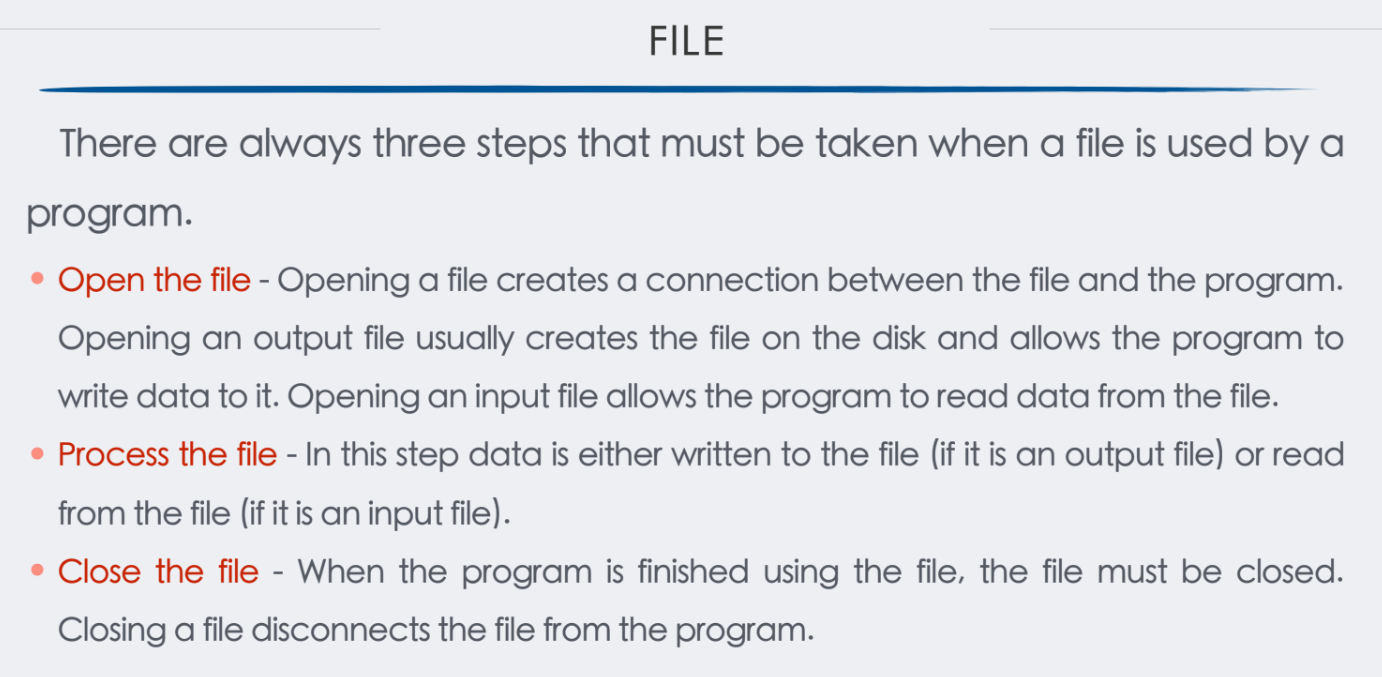 FILE
There are always three steps that must be taken when a file is used by a
program.
• Open the file - Opening a file creates a connection between the file and the program.
Opening an output file usually creates the file on the disk and allows the program to
write data to it. Opening an input file allows the program to read data from the file.
• Process the file - In this step data is either written to the file (if it is an output file) or read
from the file (if it is an input file).
• Close the file - When the program is finished using the file, the file must be closed.
Closing a file disconnects the file from the program.